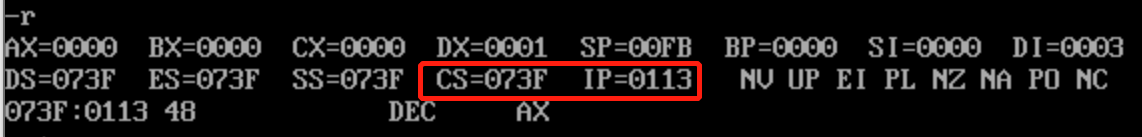 -r
AX=0000 BX=0000 CX=0000 DX=0001 SP=00FB BP=0000 SI=0000 DI=0003
DS=073F ES=073F SS=073F CS=073F IP=0113 NV UP EI PL NZ NA PO NC
073F:0113 48 DEC AX